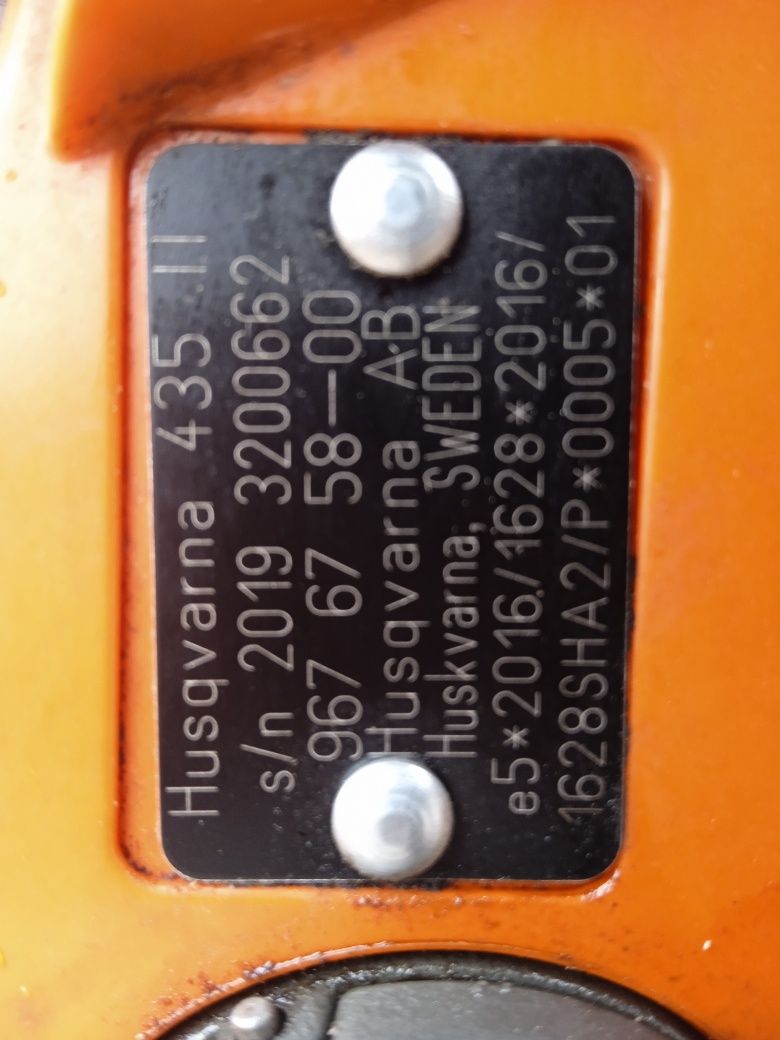 Husqvarna 435 II
s/n 2019 3200662
967 67 58-00
Husqvarna AB
Huskvarna, SWEDEN
e5*2016/1628*2016/
1628SHA2/P*0005*01